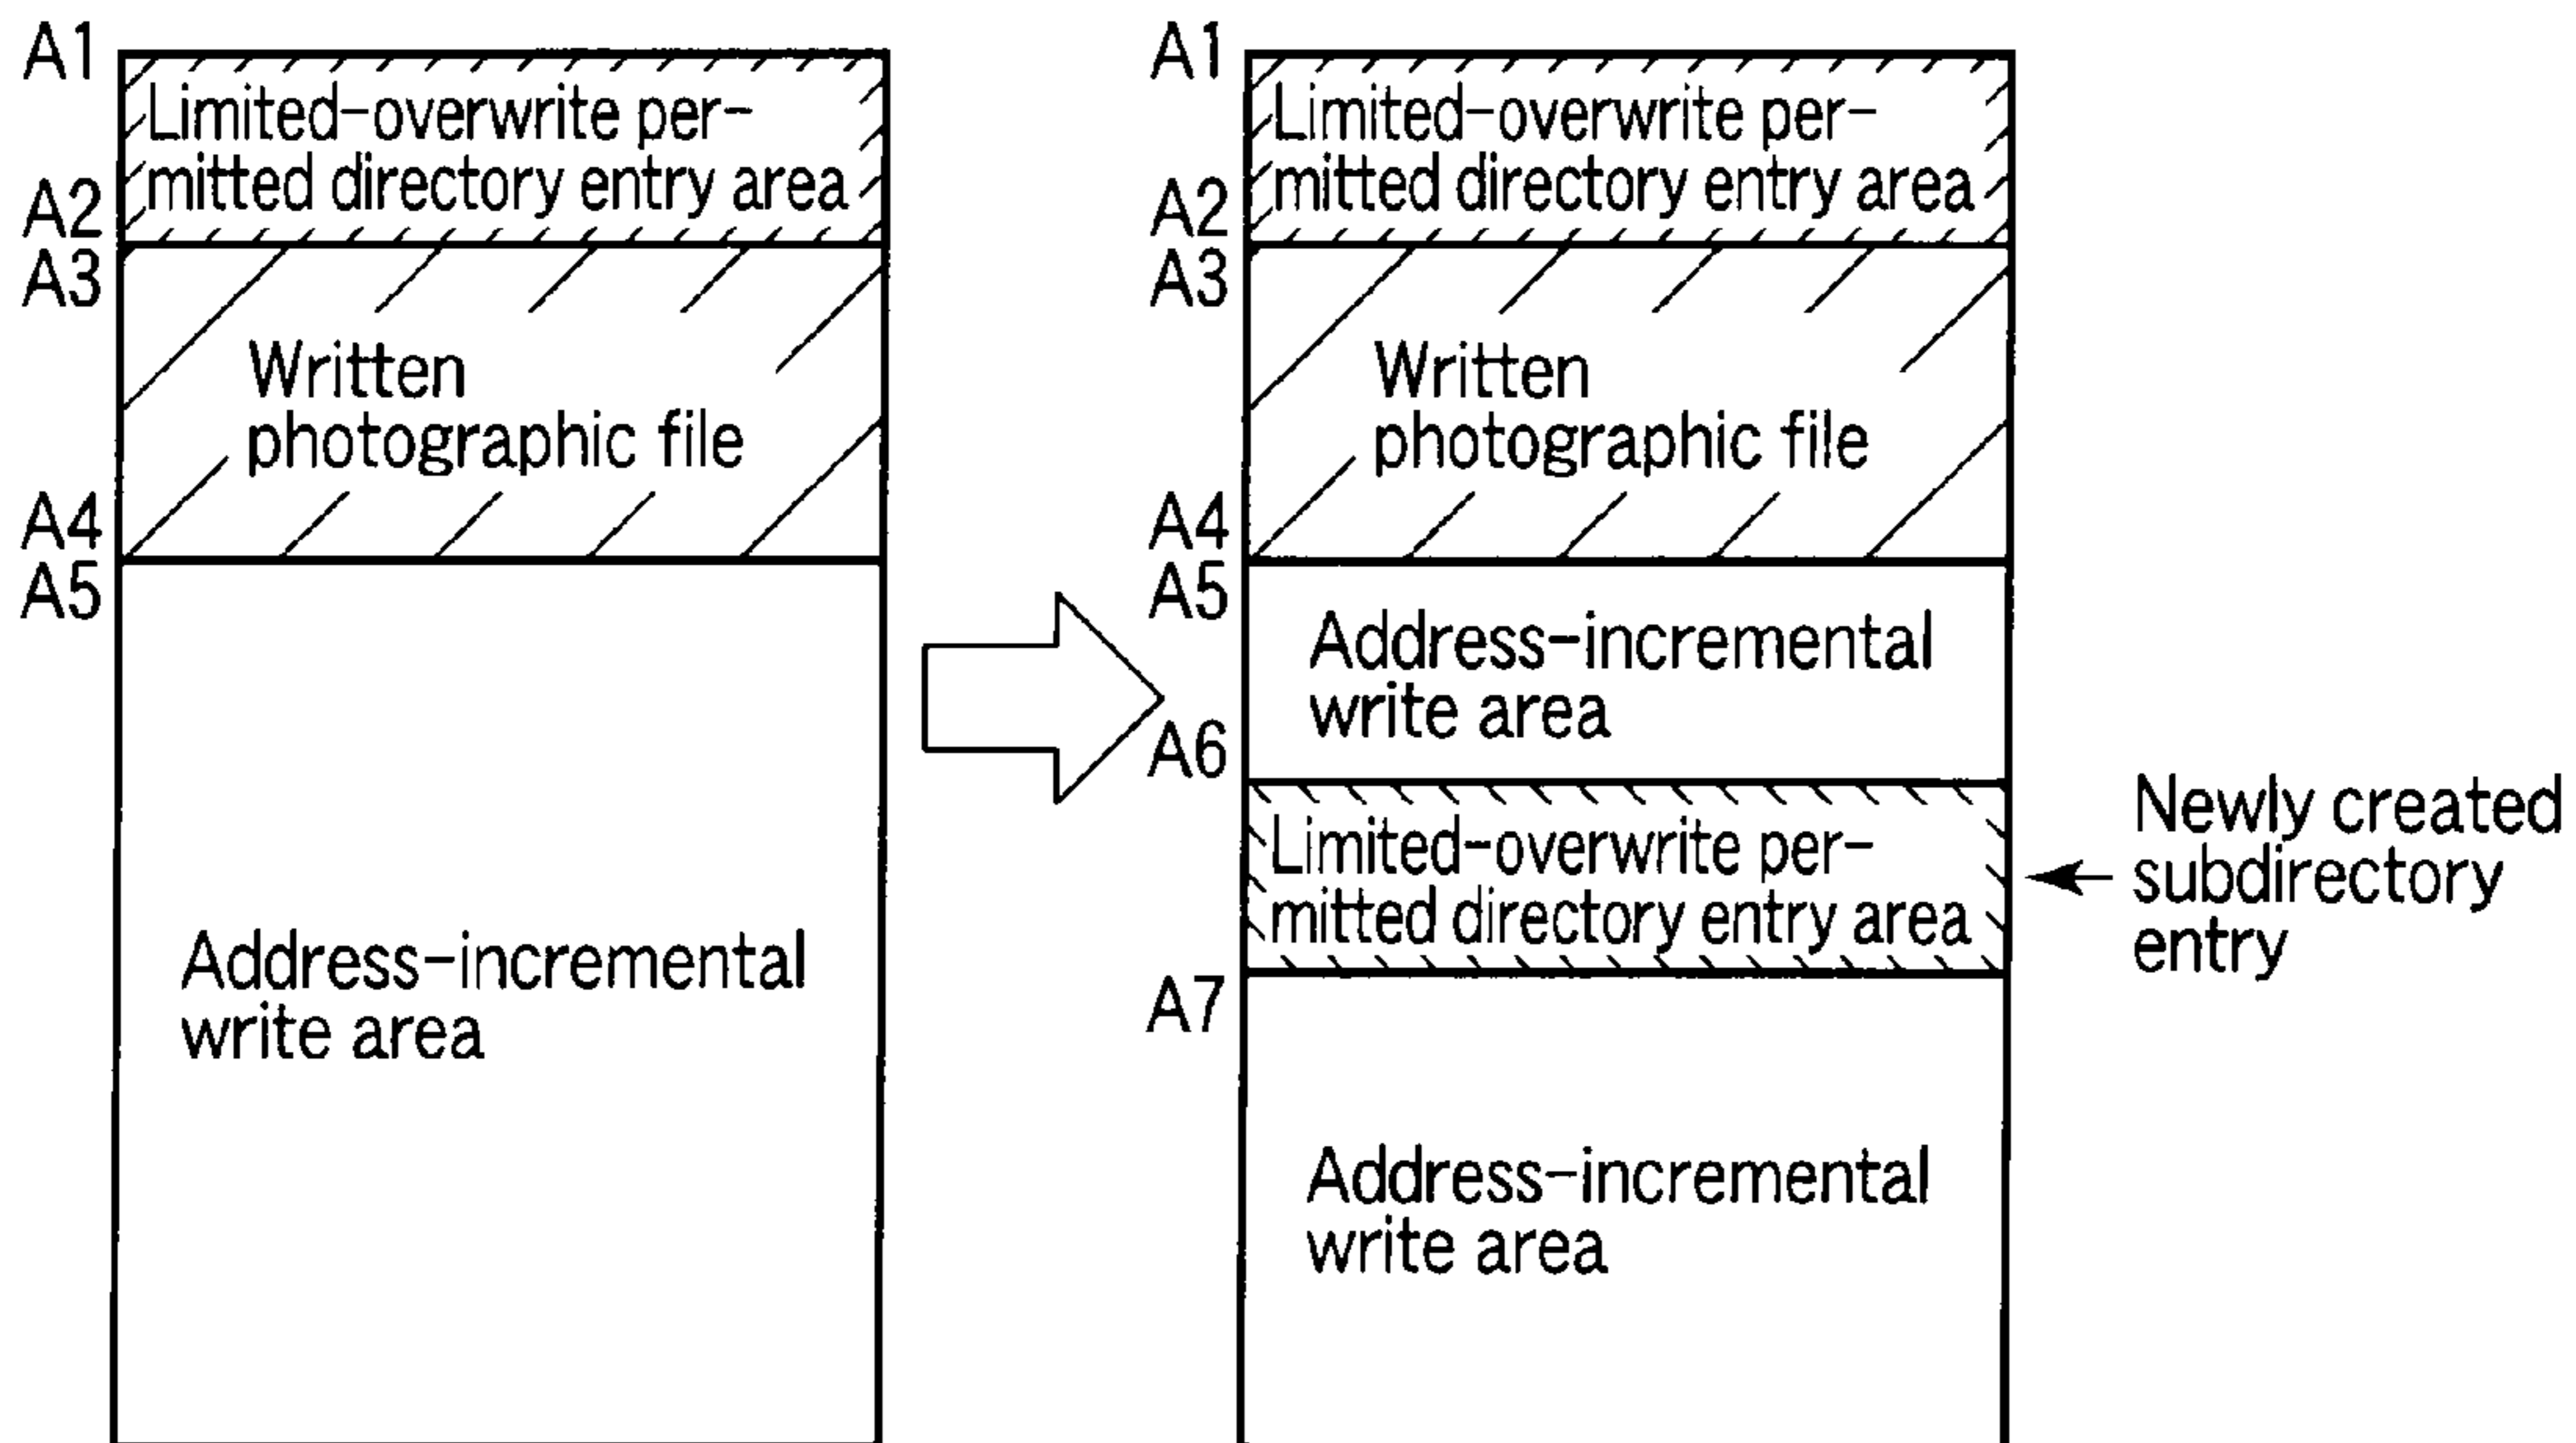 A1
Limited-overwrite per-
mitted directory entry area
A2
A3
Written
photographic file
A4
A5
Address-incremental
write area
A1
Limited-overwrite per-
mitted directory entry area
A2
A3
Written
photographic file
A4
A5
Address-incremental
write area
A6
Limited-overwrite per-
mitted directory entry area
A7
Address-incremental
write area
Newly created
subdirectory
entry